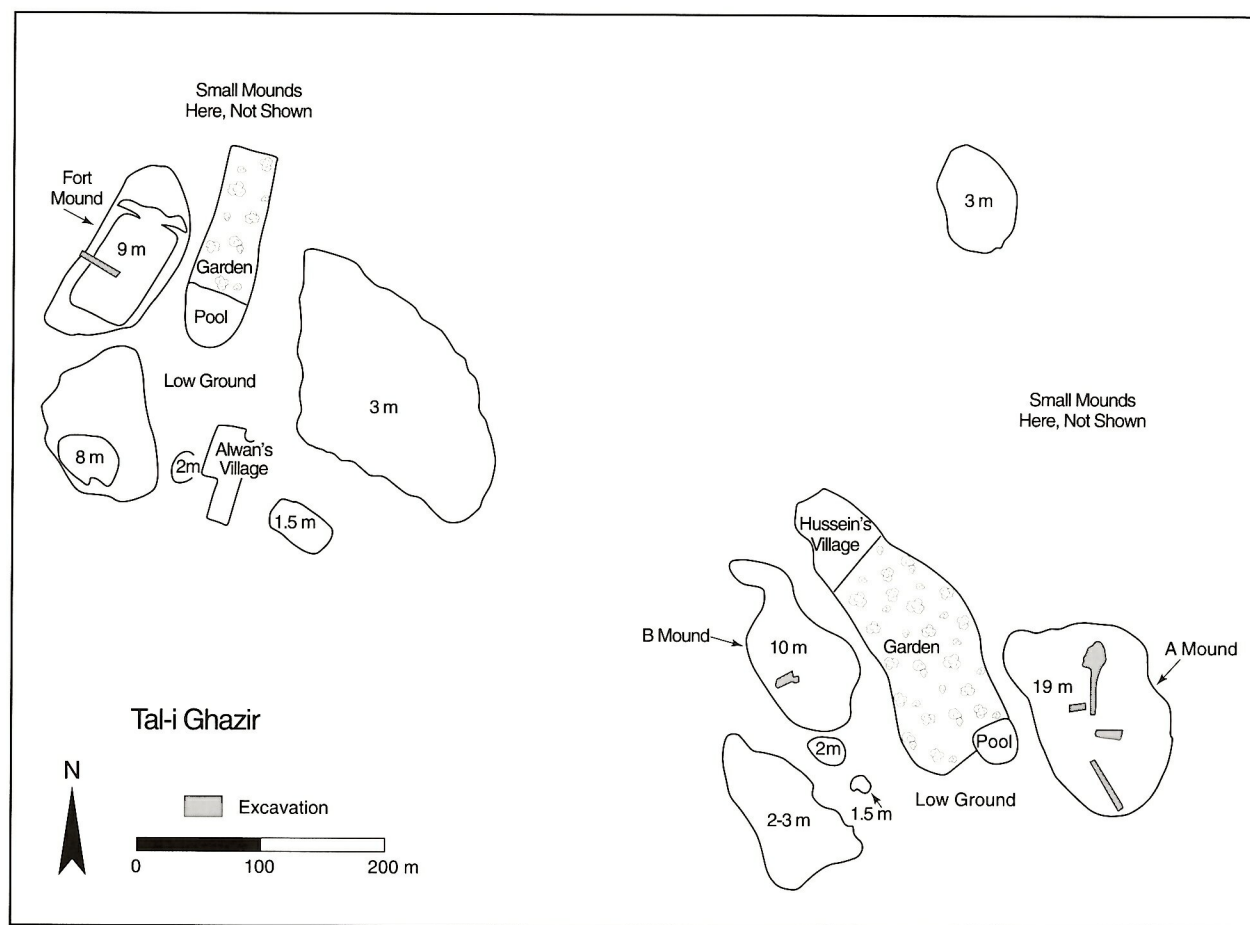 Small Mounds
Here, Not Shown
Fort
Mound
9 m
Garden
Pool
Low Ground
3 m
8 m
2m
Alwan's
Village
1.5 m
3 m
Small Mounds
Here, Not Shown
Hussein's
Village
B Mound
10 m
Garden
A Mound
19 m
Pool
2m
1.5 m
Low Ground
2-3 m
Tal-i Ghazir
N
Excavation
0 100 200 m